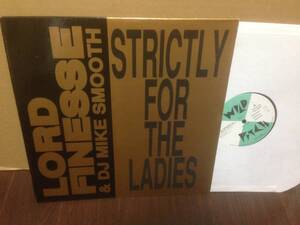 LORD
FINESSE
& DJ MIKE SMOOTH
STRICTLY
FOR
THE
LADIES
WILD
PITCH